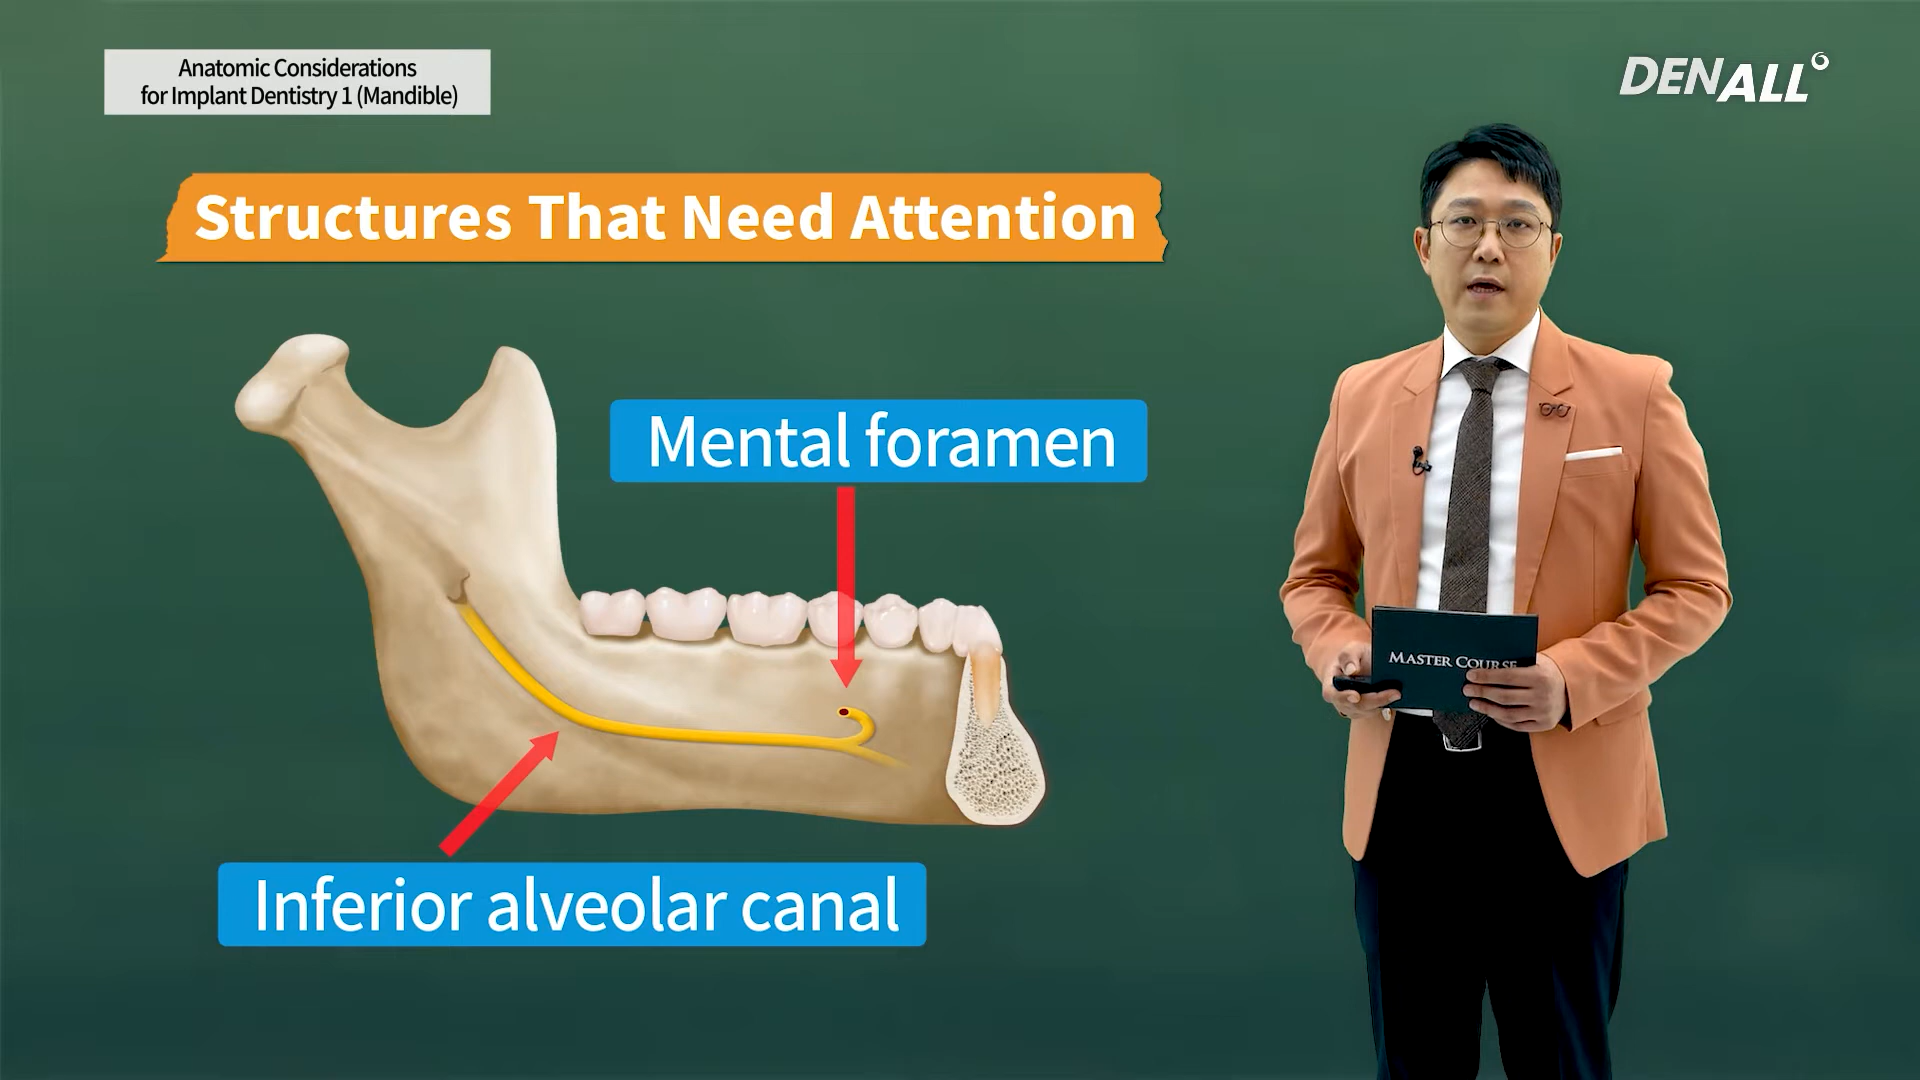 Anatomic Considerations
for Implant Dentistry 1 (Mandible)
DENALL
Structures That Need Attention
Mental foramen
Inferior alveolar canal
MASTER COURSE